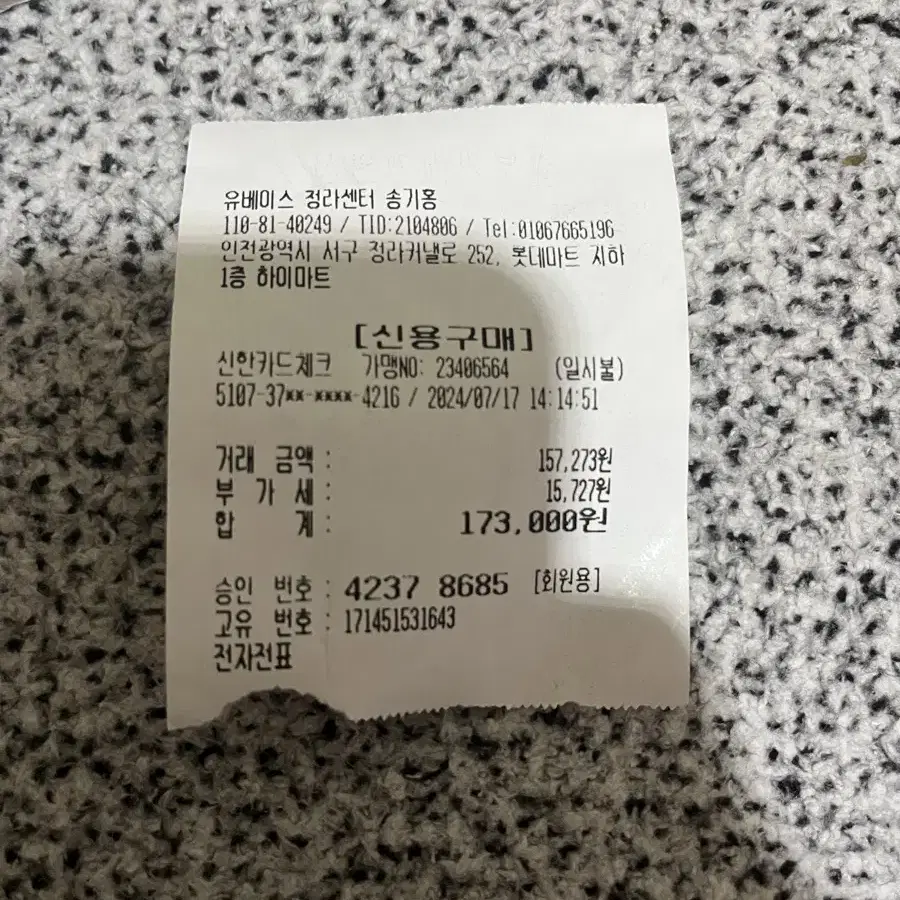 유베이스 청라센터 송기홍
110-81-40249 / TID:2104806 / Tel:01067665196
인천광역시 서구 청라커낼로 252, 롯데마트 지하
1층 하이마트
[신용구매]
신한카드체크 가맹NO: 23406564 (일시불)
5107-37**-****-4216 / 2024/07/17 14:14:51
거래 금액 : 157,273원
부 가 세 : 15,727원
합 계 : 173,000원
승인 번호 : 4237 8685 [회원용]
고유 번호 : 171451531643
전자전표